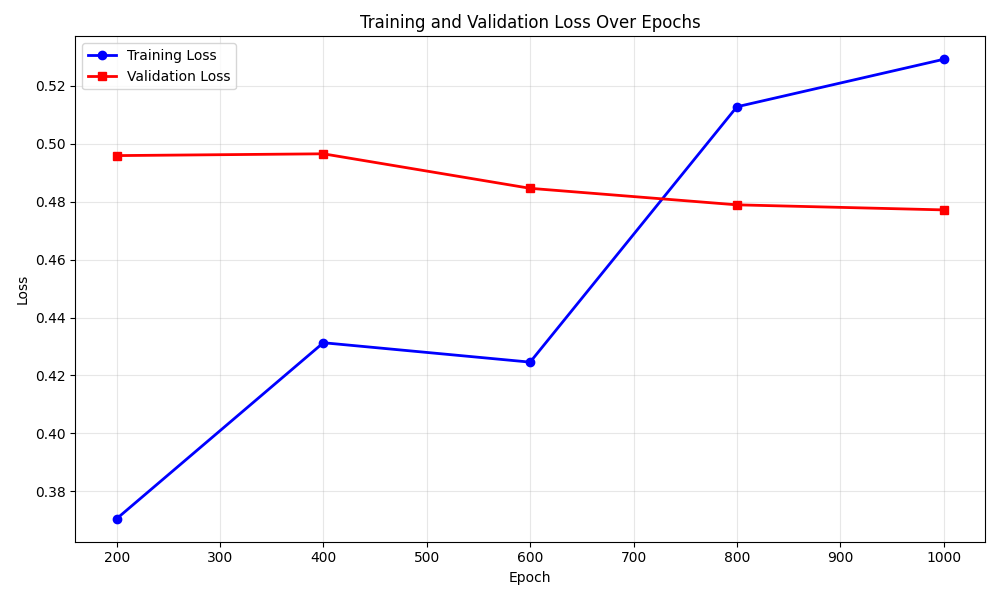 Training and Validation Loss Over Epochs
Training Loss
Validation Loss
Loss
0.52
0.50
0.48
0.46
0.44
0.42
0.40
0.38
200 300 400 500 600 700 800 900 1000
Epoch